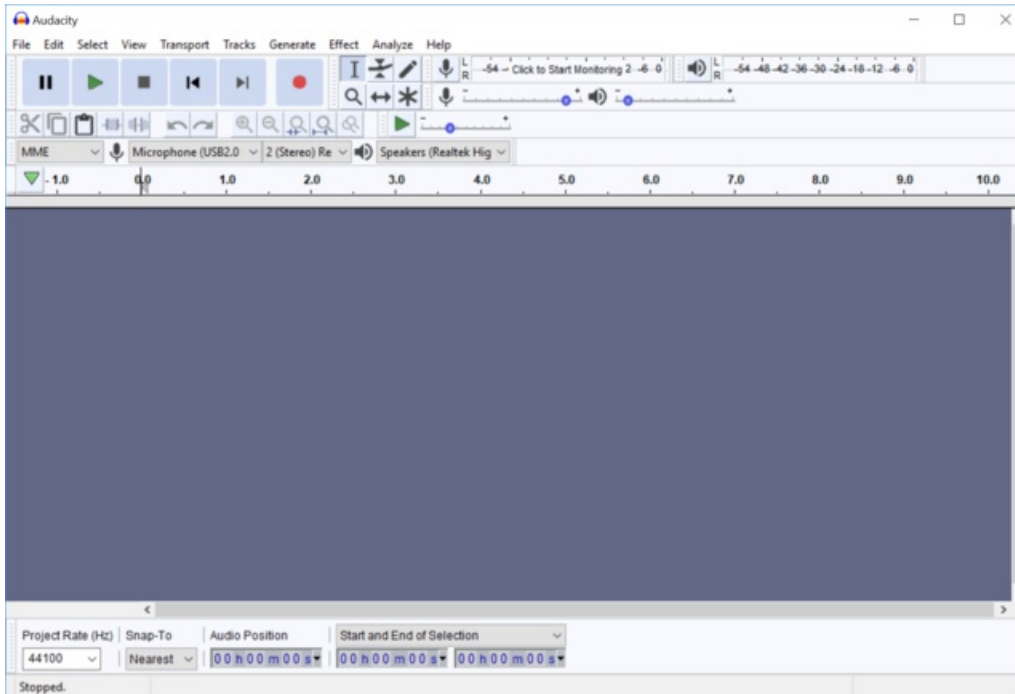 Audacity
File Edit Select View Transport Tracks Generate Effect Analyze Help
L R -54 - Click to Start Monitoring 2 -6 0 L R -54 -48 -42 -36 -30 -24 -18 -12 -6 0
MME Microphone (USB2.0 2 (Stereo) Re Speakers (Realtek Hig
- 1.0 0.0 1.0 2.0 3.0 4.0 5.0 6.0 7.0 8.0 9.0 10.0
Project Rate (Hz) Snap-To Audio Position Start and End of Selection
44100 Nearest 00 h 00 m 00 s 00 h 00 m 00 s 00 h 00 m 00 s
Stopped.